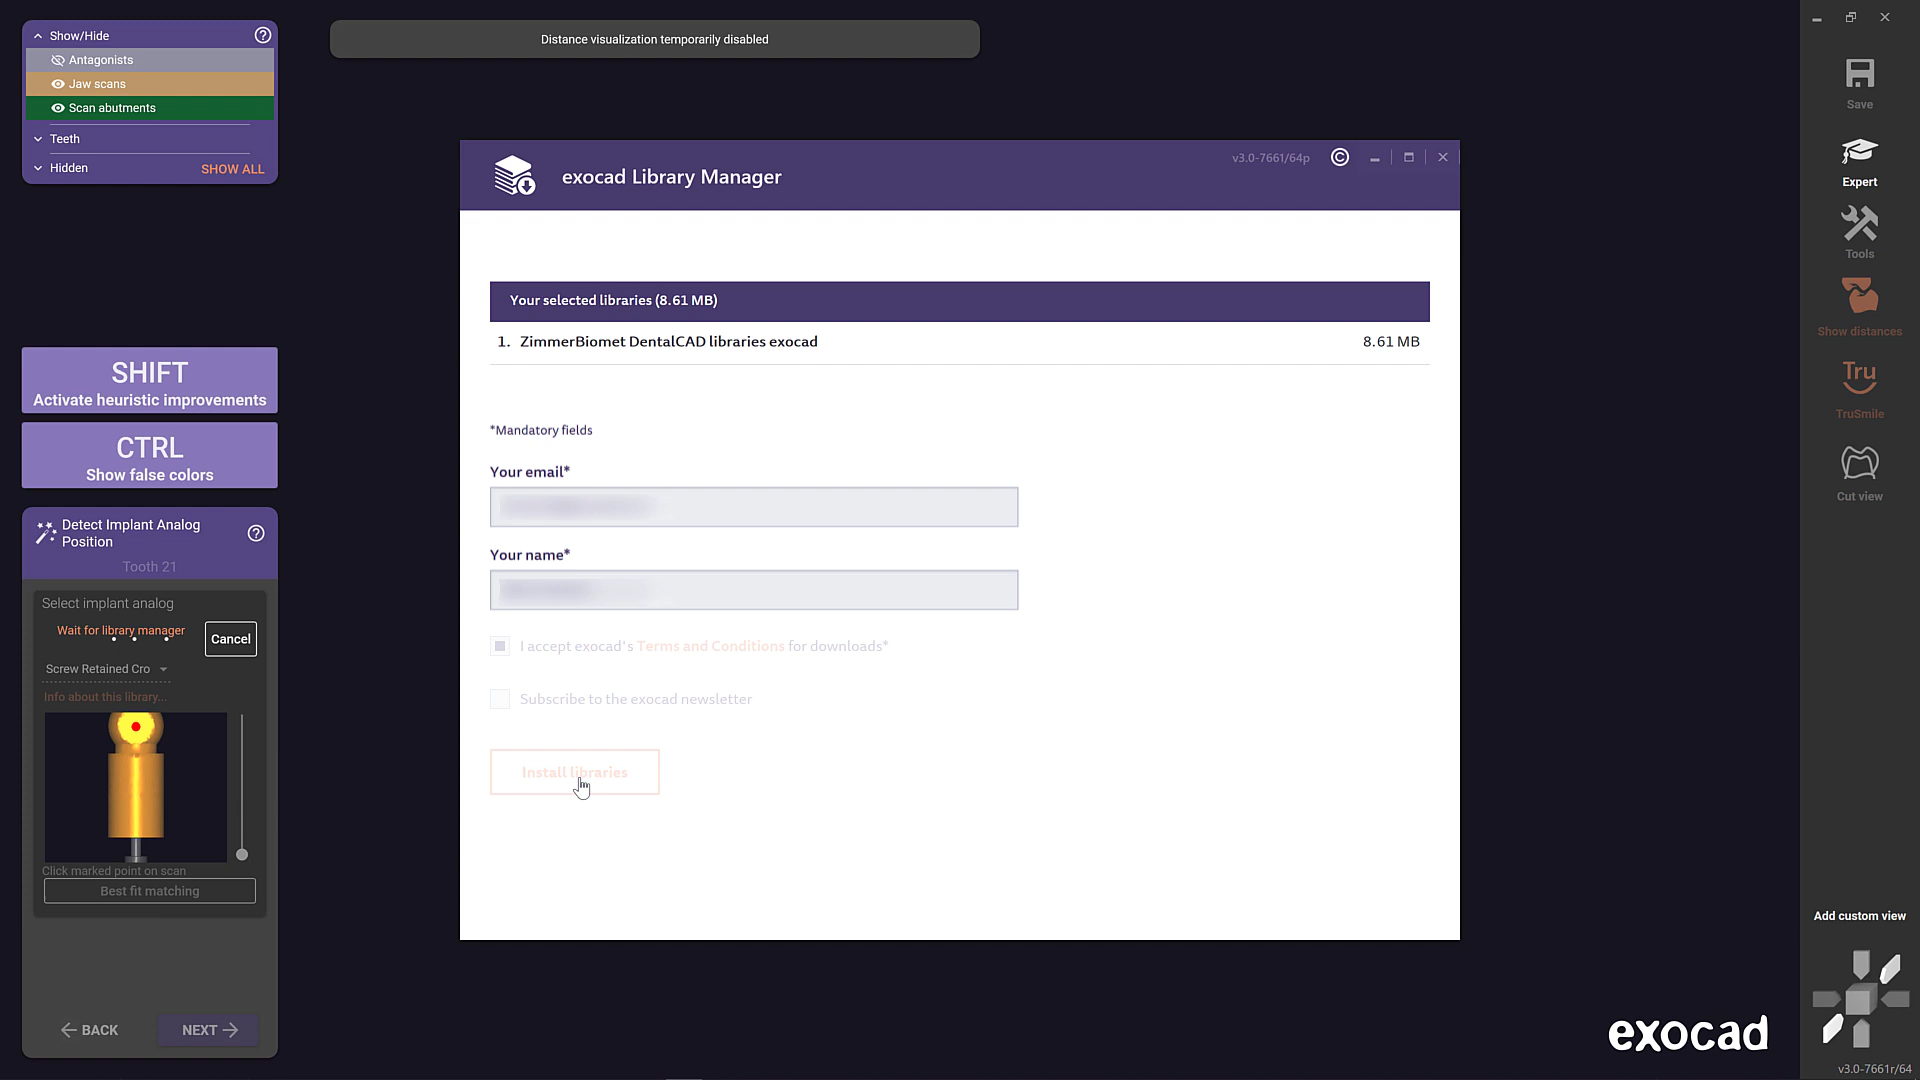 Show/Hide
Antagonists
Jaw scans
Scan abutments
Teeth
Hidden
SHOW ALL
Distance visualization temporarily disabled
SHIFT
Activate heuristic improvements
CTRL
Show false colors
Detect Implant Analog
Position
Tooth 21
Select implant analog
Wait for library manager
Cancel
Screw Retained Cro
Info about this library...
Click marked point on scan
Best fit matching
BACK
NEXT
exocad Library Manager
v3.0-7661/64p
Your selected libraries (8.61 MB)
1. ZimmerBiomet DentalCAD libraries exocad
8.61 MB
*Mandatory fields
Your email*
Your name*
I accept exocad's Terms and Conditions for downloads*
Subscribe to the exocad newsletter
Install libraries
Save
Expert
Tools
Show distances
Tru
TruSmile
Cut view
Add custom view
exocad
v3.0-7661r/64